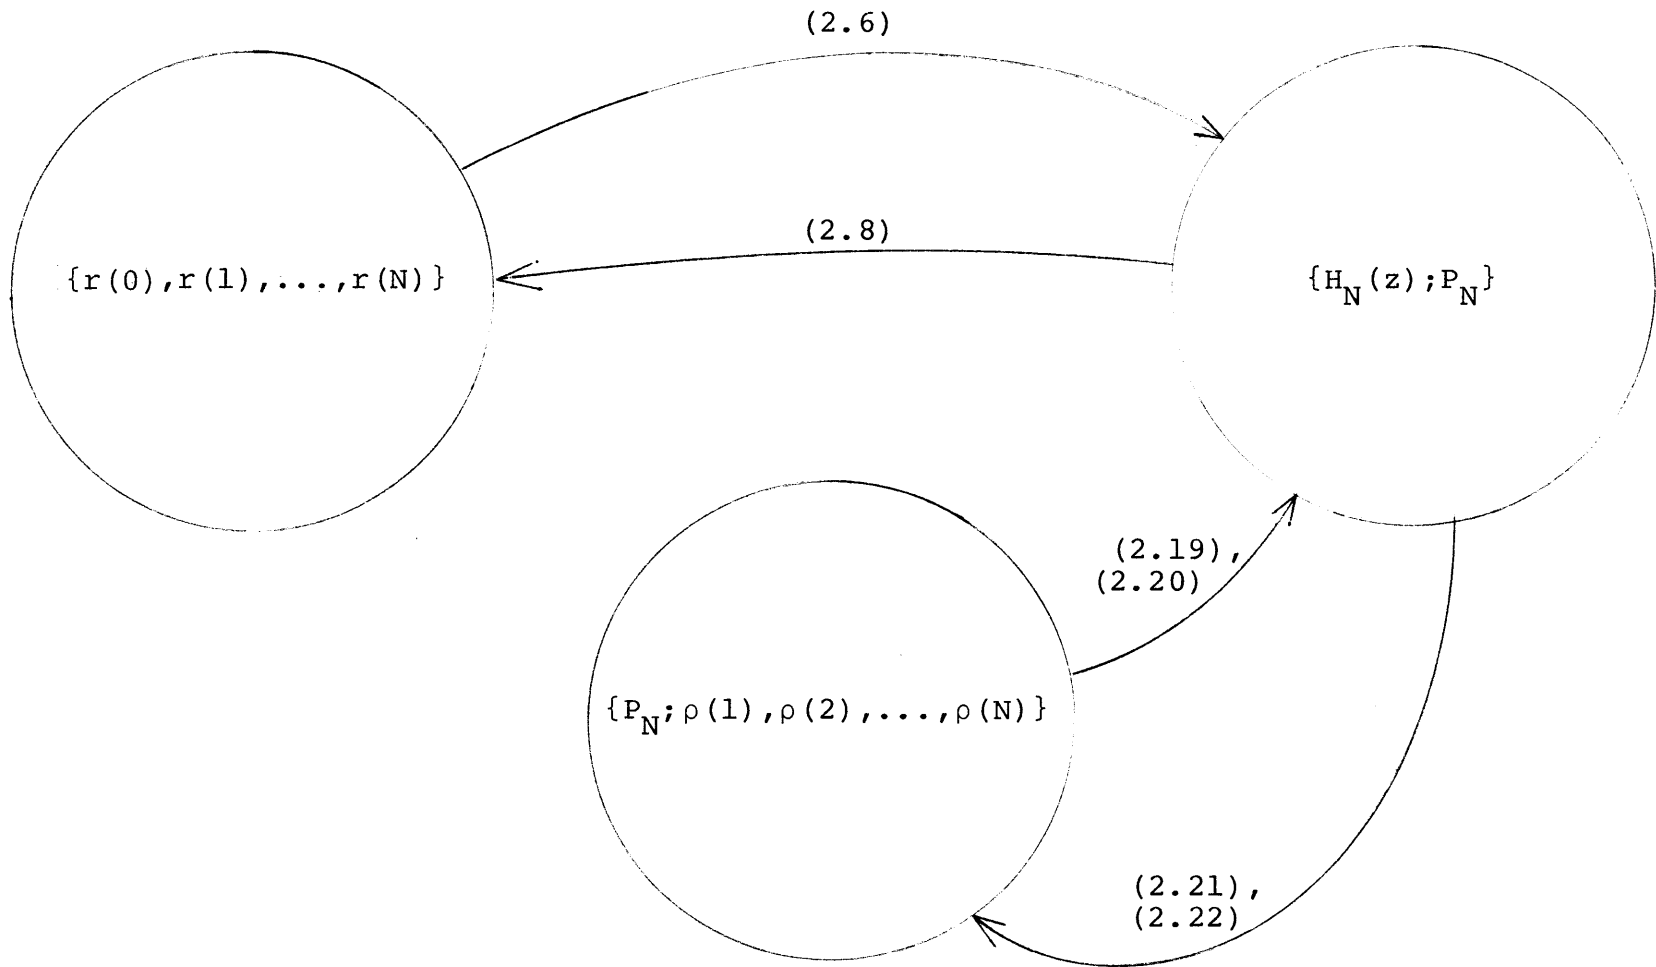 (2.6)
(2.8)
{r(0),r(1),...,r(N)}
{H_N(z);P_N}
(2.19),
(2.20)
{P_N;ρ(1),ρ(2),...,ρ(N)}
(2.21),
(2.22)